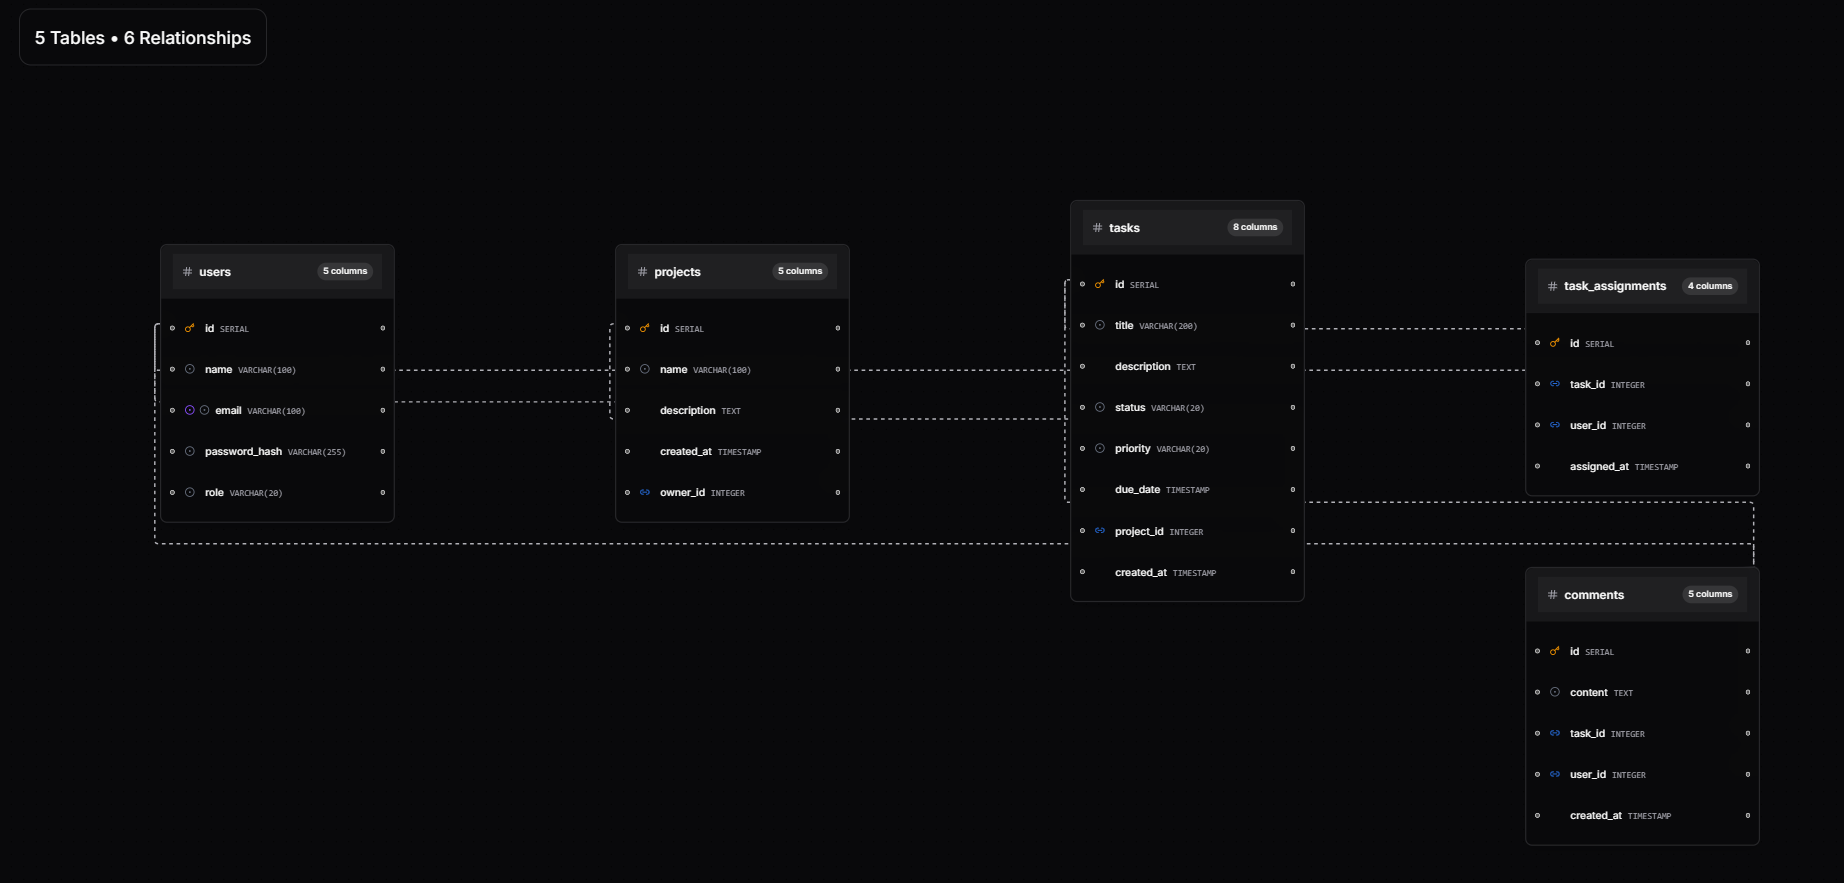 5 Tables • 6 Relationships
users 5 columns
id SERIAL
name VARCHAR(100)
email VARCHAR(100)
password_hash VARCHAR(255)
role VARCHAR(20)
projects 5 columns
id SERIAL
name VARCHAR(100)
description TEXT
created_at TIMESTAMP
owner_id INTEGER
tasks 8 columns
id SERIAL
title VARCHAR(200)
description TEXT
status VARCHAR(20)
priority VARCHAR(20)
due_date TIMESTAMP
project_id INTEGER
created_at TIMESTAMP
task_assignments 4 columns
id SERIAL
task_id INTEGER
user_id INTEGER
assigned_at TIMESTAMP
comments 5 columns
id SERIAL
content TEXT
task_id INTEGER
user_id INTEGER
created_at TIMESTAMP